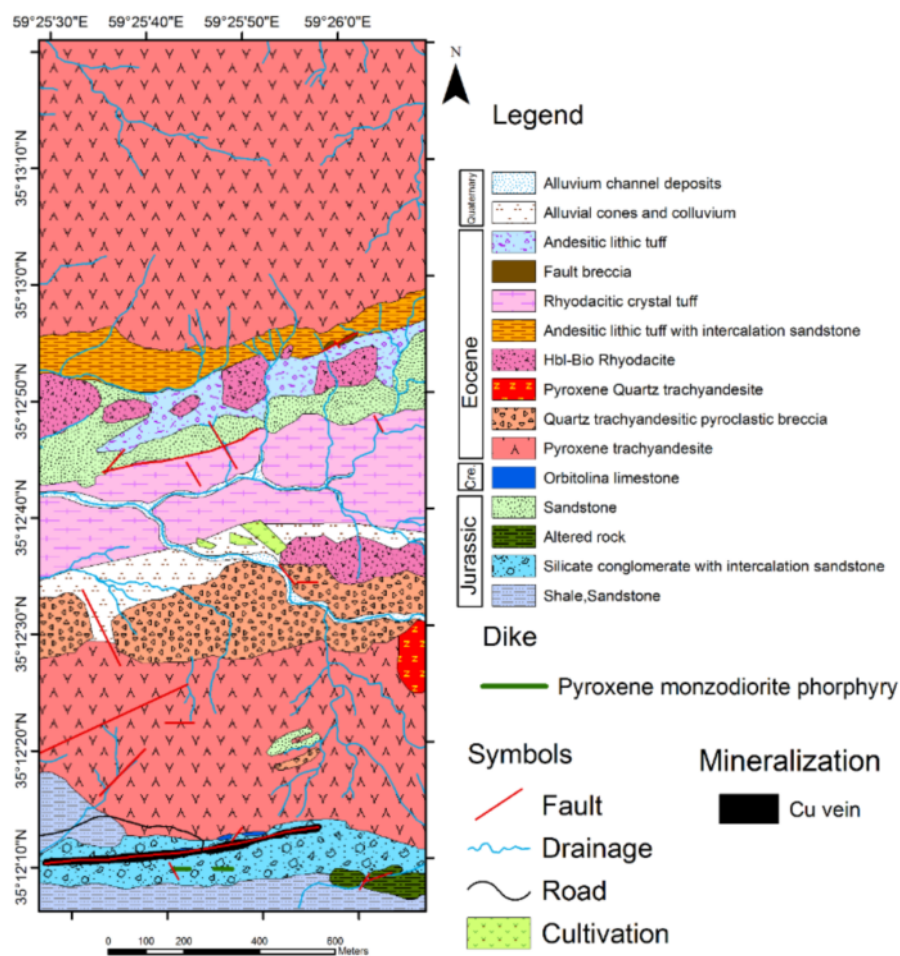 59°25'30"E 59°25'40"E 59°25'50"E 59°26'0"E
N
35°13'10"N
35°13'0"N
35°12'50"N
35°12'40"N
35°12'30"N
35°12'20"N
35°12'10"N
0 100 200 400 600
Meters
Legend
Quaternary
Alluvium channel deposits
Alluvial cones and colluvium
Eocene
Andesitic lithic tuff
Fault breccia
Rhyodacitic crystal tuff
Andesitic lithic tuff with intercalation sandstone
Hbl-Bio Rhyodacite
Pyroxene Quartz trachyandesite
Quartz trachyandesitic pyroclastic breccia
Pyroxene trachyandesite
Cre.
Orbitolina limestone
Jurassic
Sandstone
Altered rock
Silicate conglomerate with intercalation sandstone
Shale,Sandstone
Dike
Pyroxene monzodiorite phorphyry
Symbols
Fault
Drainage
Road
Cultivation
Mineralization
Cu vein